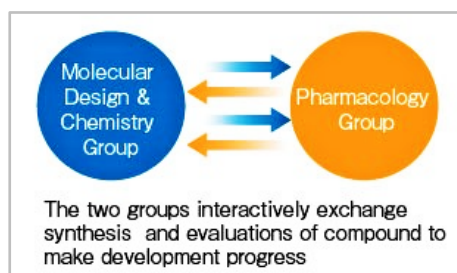 Molecular
Design &
Chemistry
Group
Pharmacology
Group
The two groups interactively exchange
synthesis and evaluations of compound to
make development progress